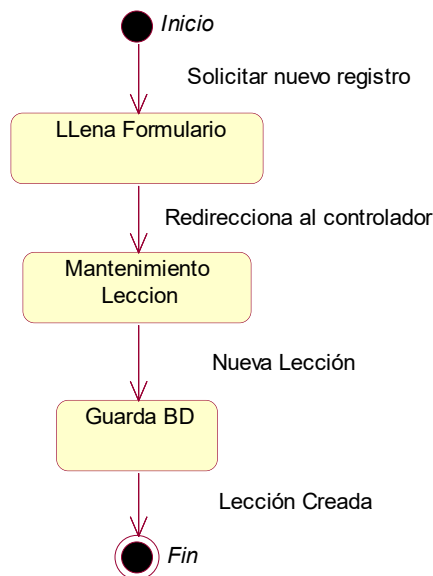 Inicio
Solicitar nuevo registro
LLena Formulario
Redirecciona al controlador
Mantenimiento
Leccion
Nueva Lección
Guarda BD
Lección Creada
Fin